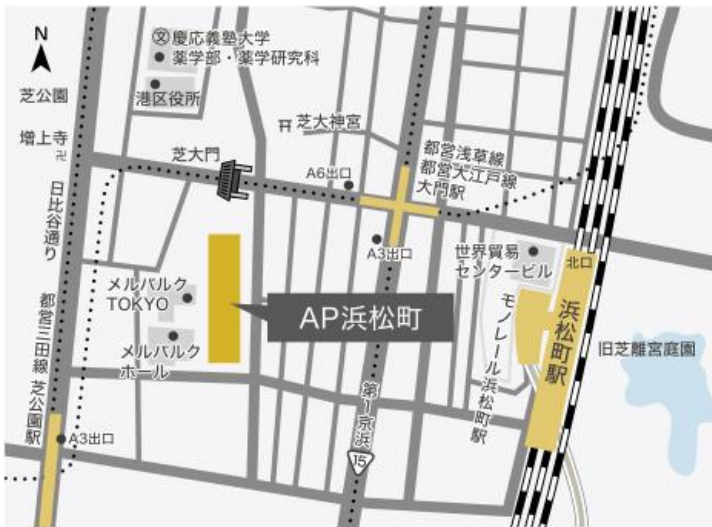 N
文 慶応義塾大学
薬学部・薬学研究科
芝公園
港区役所
増上寺
卍
芝大神宮
芝大門
A6出口
都営浅草線
都営大江戸線
大門駅
日比谷通り
A3出口
世界貿易
センタービル
北口
メルパルク
TOKYO
AP浜松町
モノレール浜松町駅
浜松町駅
旧芝離宮庭園
都営三田線 芝公園駅
メルパルク
ホール
第一京浜
15
A3出口